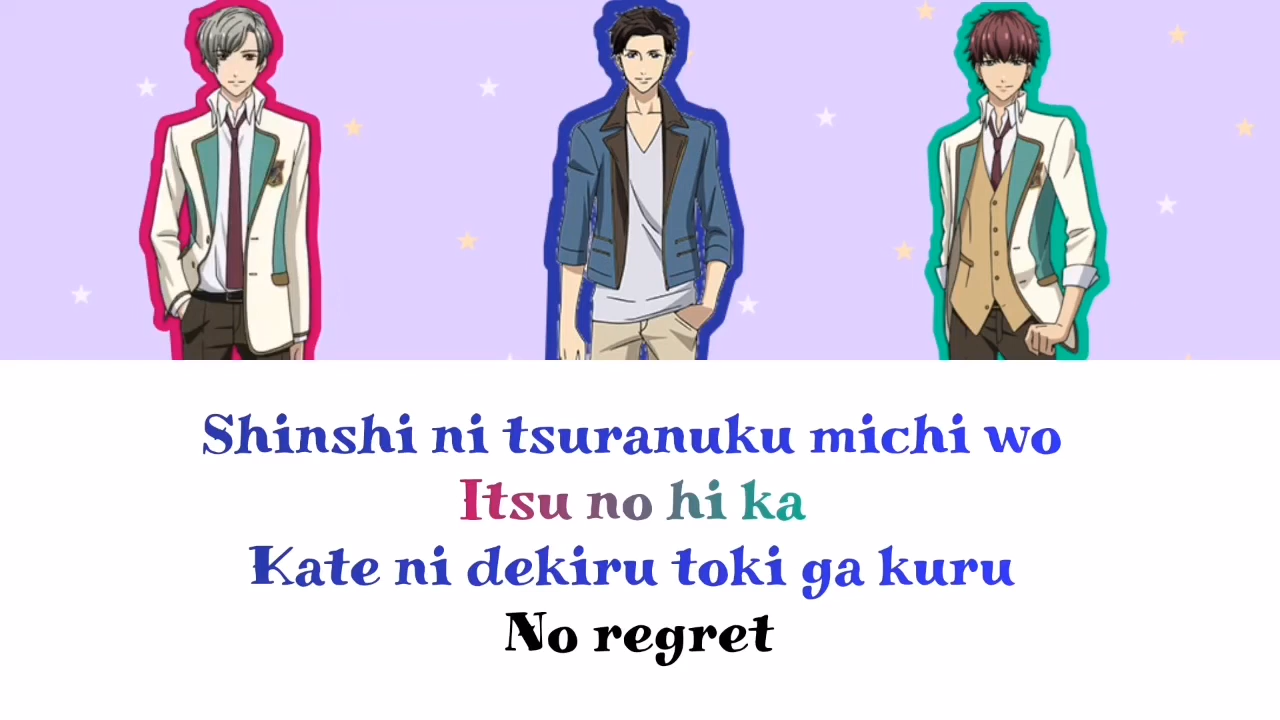 Shinshi ni tsuranuku michi wo
Itsu no hi ka
Kate ni dekiru toki ga kuru
No regret